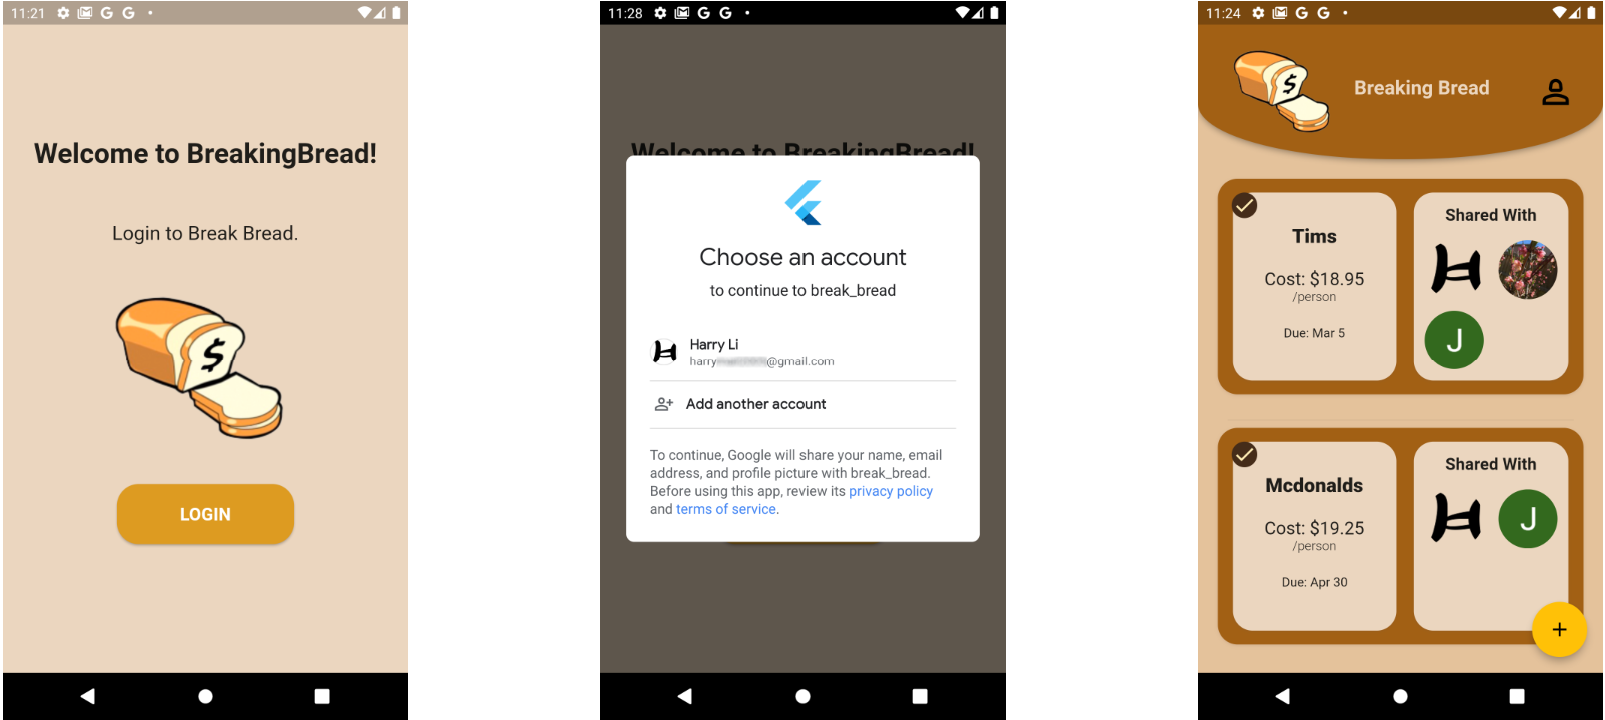 11:21
Welcome to BreakingBread!
Login to Break Bread.
$
LOGIN
11:28
Welcome to BreakingBread!
Choose an account
to continue to break_bread
Harry Li
harry @gmail.com
Add another account
To continue, Google will share your name, email
address, and profile picture with break_bread.
Before using this app, review its privacy policy
and terms of service.
11:24
$
Breaking Bread
Tims
Cost: $18.95
/person
Due: Mar 5
Shared With
J
Mcdonalds
Cost: $19.25
/person
Due: Apr 30
Shared With
J
+